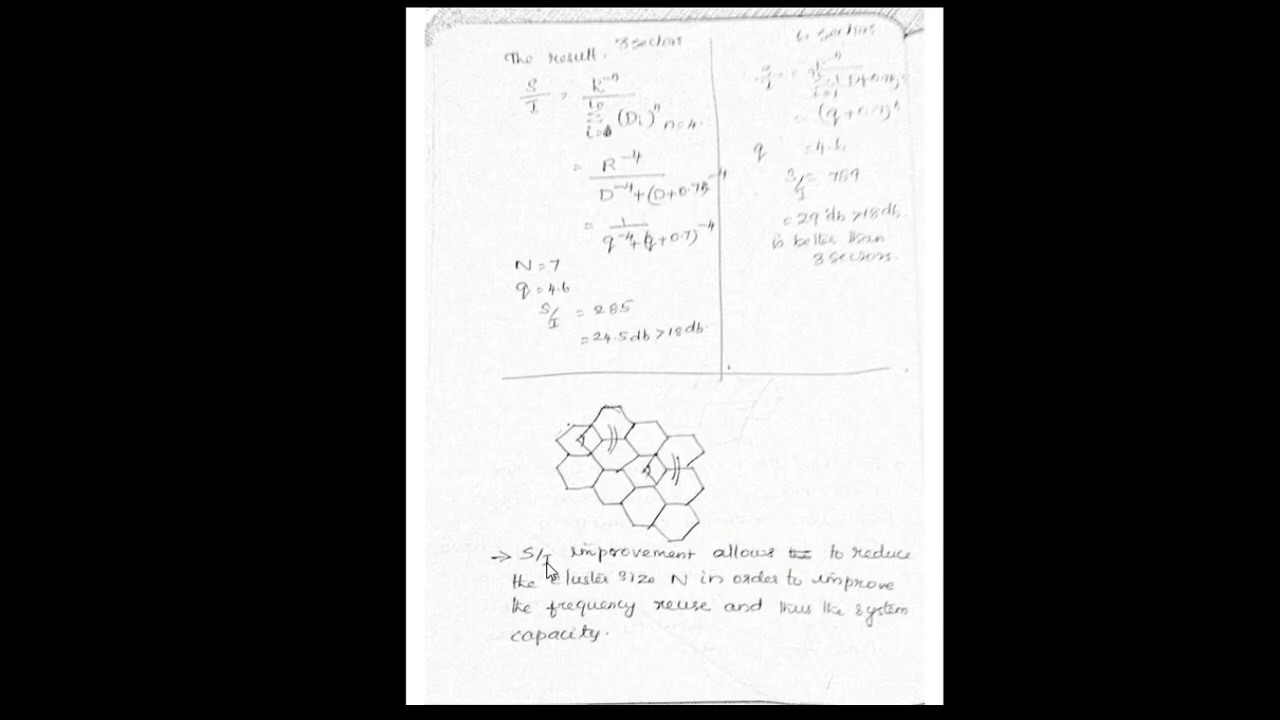 The result. 3 sectors
S/I = R^-n / Σ i=1 i0 (Di)^n n=4.
= R^-4 / D^-4 + (D+0.7R)^-4
= 1 / q^-4 + (q+0.7)^-4
N = 7
q = 4.6
S/I = 285
= 24.5 db > 18 db.
6 sectors
= (q + 0.7)^4
q = 4.6
S/I = 789
= 29 db > 18 db
is better than
3 sectors.
→ S/I improvement allows to reduce
the cluster size N in order to improve
the frequency reuse and thus the system
capacity.